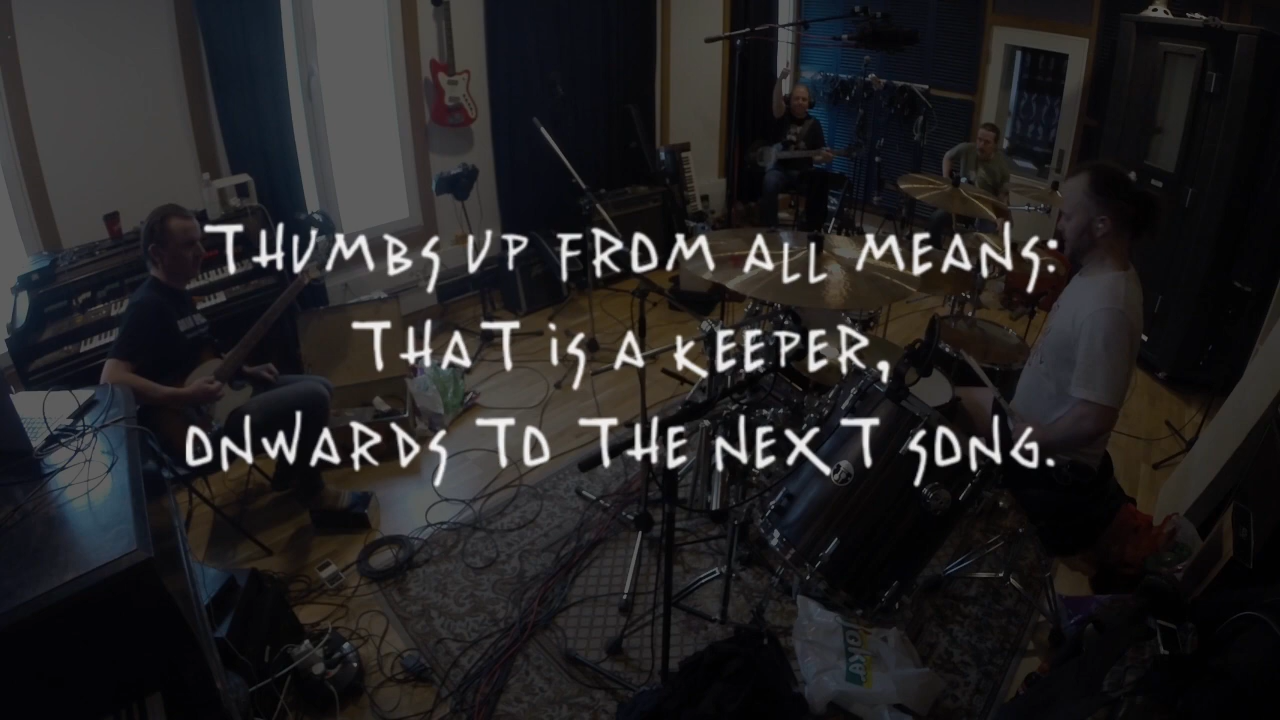 THUMBS UP FROM ALL MEANS:
THAT iS A KEEPER,
ONWARDS TO THE NEXT SONG.